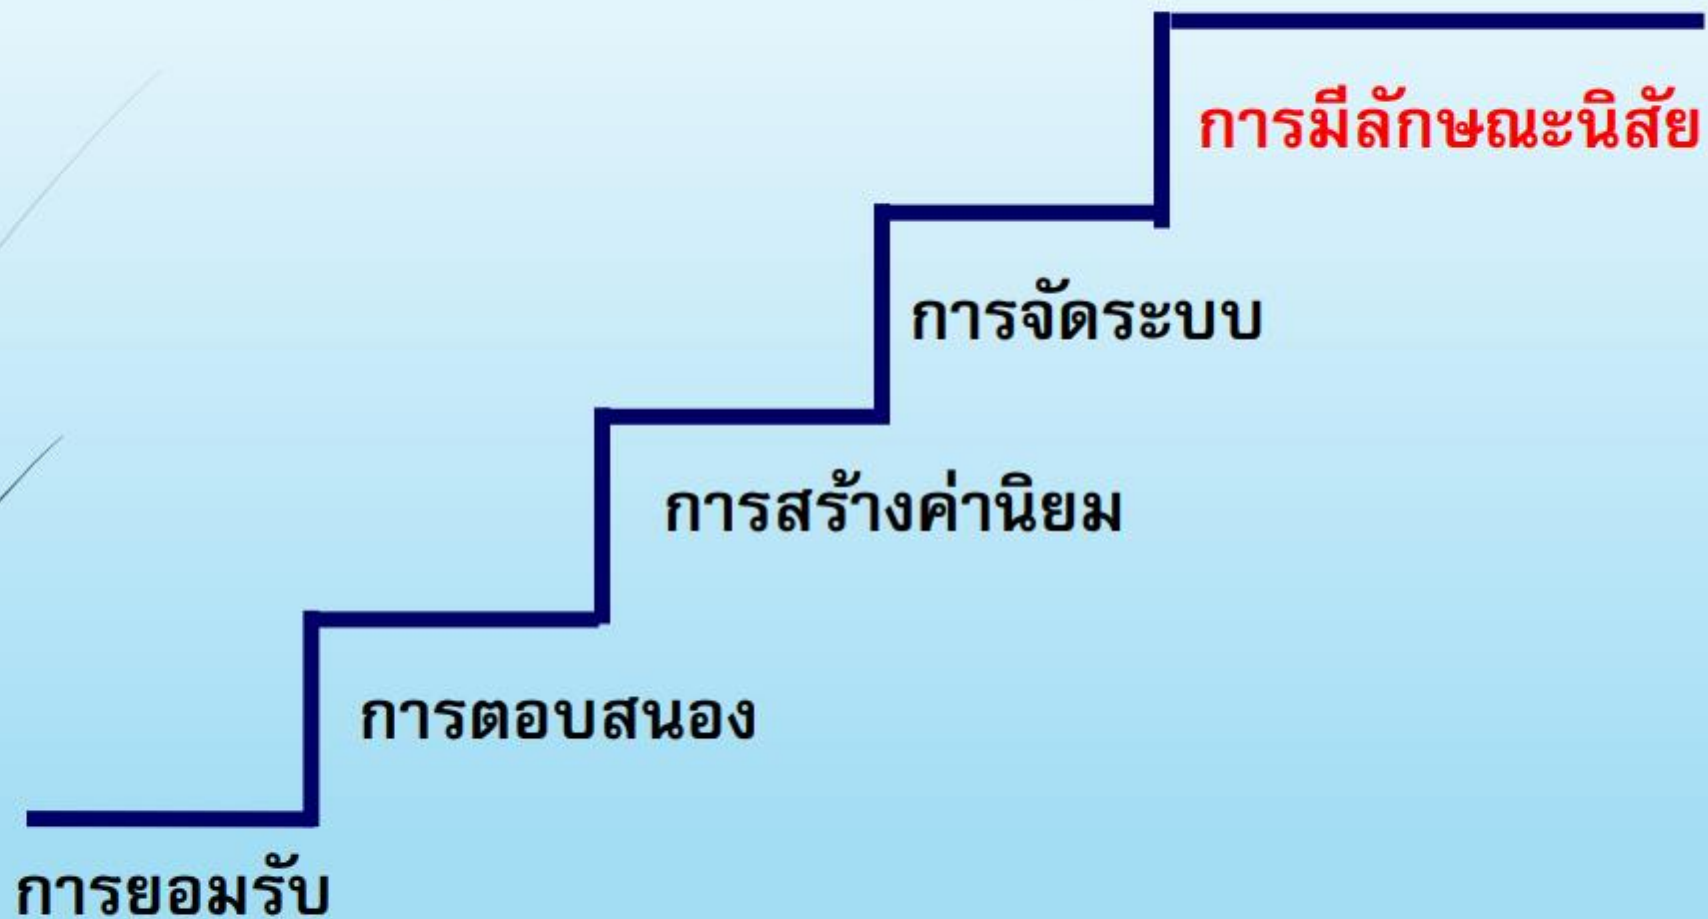 การมีลักษณะนิสัย
การจัดระบบ
การสร้างค่านิยม
การตอบสนอง
การยอมรับ